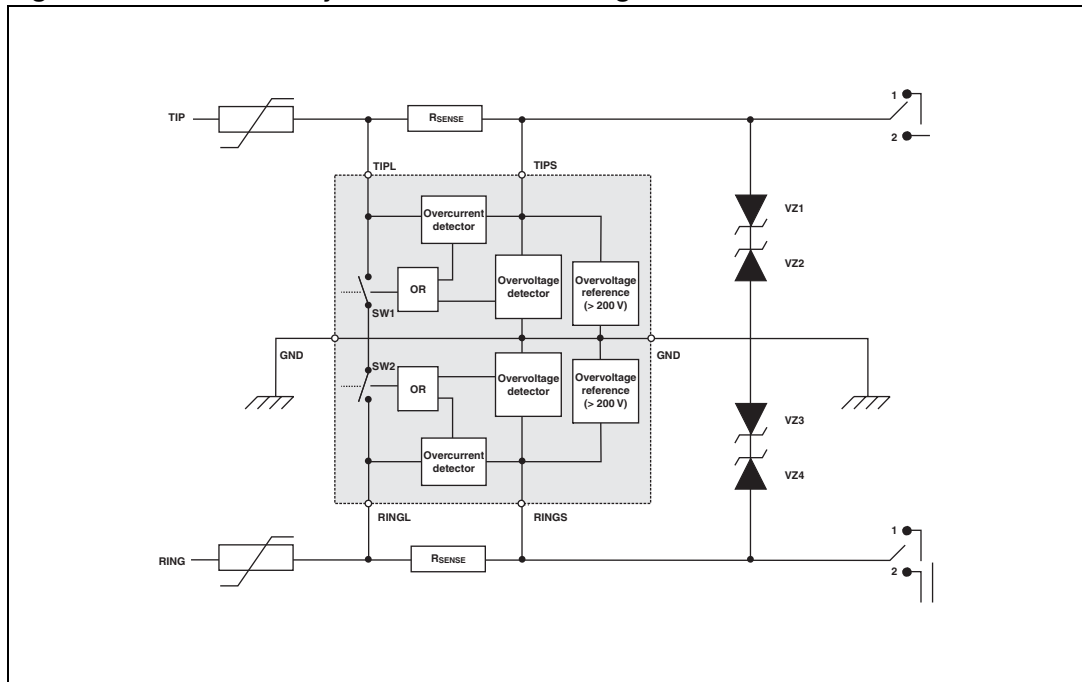 1
TIP
RSENSE
2
TIPL
TIPS
Overcurrent
detector
VZ1
OR
Overvoltage
detector
Overvoltage
reference
(> 200 V)
VZ2
SW1
GND
GND
SW2
OR
Overvoltage
detector
Overvoltage
reference
(> 200 V)
VZ3
Overcurrent
detector
VZ4
RINGL
RINGS
1
RING
RSENSE
2